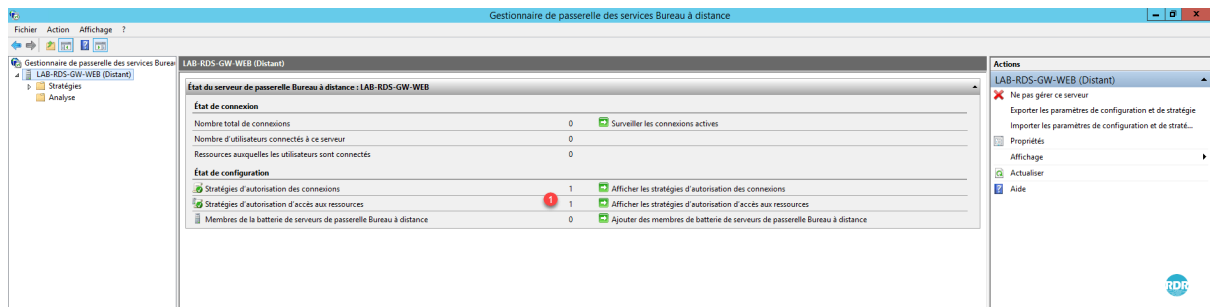 Gestionnaire de passerelle des services Bureau à distance
Fichier Action Affichage ?
Gestionnaire de passerelle des services Bureau
LAB-RDS-GW-WEB (Distant)
Stratégies
Analyse
LAB-RDS-GW-WEB (Distant)
État du serveur de passerelle Bureau à distance : LAB-RDS-GW-WEB
État de connexion
Nombre total de connexions 0 Surveiller les connexions actives
Nombre d'utilisateurs connectés à ce serveur 0
Ressources auxquelles les utilisateurs sont connectés 0
État de configuration
Stratégies d'autorisation des connexions 1 Afficher les stratégies d'autorisation des connexions
Stratégies d'autorisation d'accès aux ressources 1 1 Afficher les stratégies d'autorisation d'accès aux ressources
Membres de la batterie de serveurs de passerelle Bureau à distance 0 Ajouter des membres de batterie de serveurs de passerelle Bureau à distance
Actions
LAB-RDS-GW-WEB (Distant)
Ne pas gérer ce serveur
Exporter les paramètres de configuration et de stratégie
Importer les paramètres de configuration et de straté...
Propriétés
Affichage
Actualiser
Aide
RDR